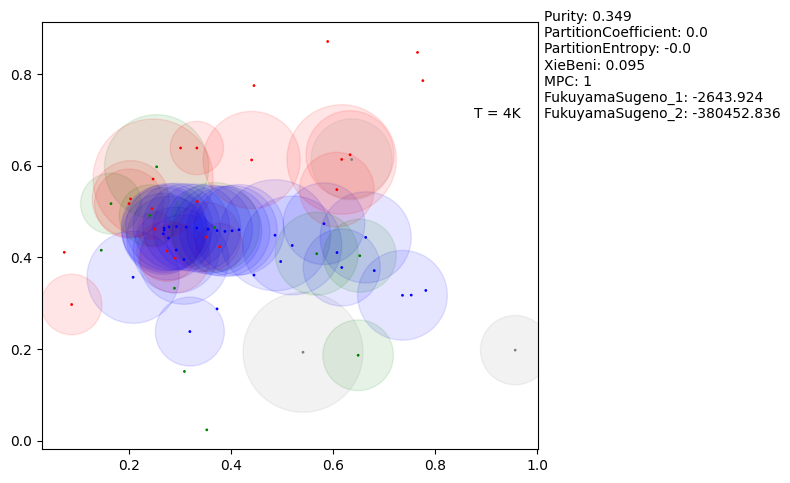 Purity: 0.349
PartitionCoefficient: 0.0
PartitionEntropy: -0.0
XieBeni: 0.095
MPC: 1
FukuyamaSugeno_1: -2643.924
FukuyamaSugeno_2: -380452.836
T = 4K
0.8
0.6
0.4
0.2
0.0
0.2 0.4 0.6 0.8 1.0